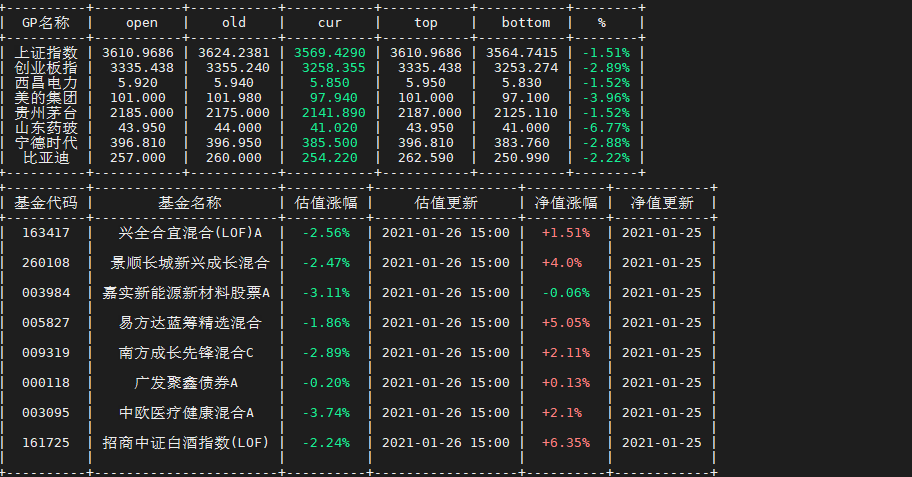 GP名称 open old cur top bottom %
上证指数 3610.9686 3624.2381 3569.4290 3610.9686 3564.7415 -1.51%
创业板指 3335.438 3355.240 3258.355 3335.438 3253.274 -2.89%
西昌电力 5.920 5.940 5.850 5.950 5.830 -1.52%
美的集团 101.000 101.980 97.940 101.000 97.100 -3.96%
贵州茅台 2185.000 2175.000 2141.890 2187.000 2125.110 -1.52%
山东药玻 43.950 44.000 41.020 43.950 41.000 -6.77%
宁德时代 396.810 396.950 385.500 396.810 383.760 -2.88%
比亚迪 257.000 260.000 254.220 262.590 250.990 -2.22%
基金代码 基金名称 估值涨幅 估值更新 净值涨幅 净值更新
163417 兴全合宜混合(LOF)A -2.56% 2021-01-26 15:00 +1.51% 2021-01-25
260108 景顺长城新兴成长混合 -2.47% 2021-01-26 15:00 +4.0% 2021-01-25
003984 嘉实新能源新材料股票A -3.11% 2021-01-26 15:00 -0.06% 2021-01-25
005827 易方达蓝筹精选混合 -1.86% 2021-01-26 15:00 +5.05% 2021-01-25
009319 南方成长先锋混合C -2.89% 2021-01-26 15:00 +2.11% 2021-01-25
000118 广发聚鑫债券A -0.20% 2021-01-26 15:00 +0.13% 2021-01-25
003095 中欧医疗健康混合A -3.74% 2021-01-26 15:00 +2.1% 2021-01-25
161725 招商中证白酒指数(LOF) -2.24% 2021-01-26 15:00 +6.35% 2021-01-25